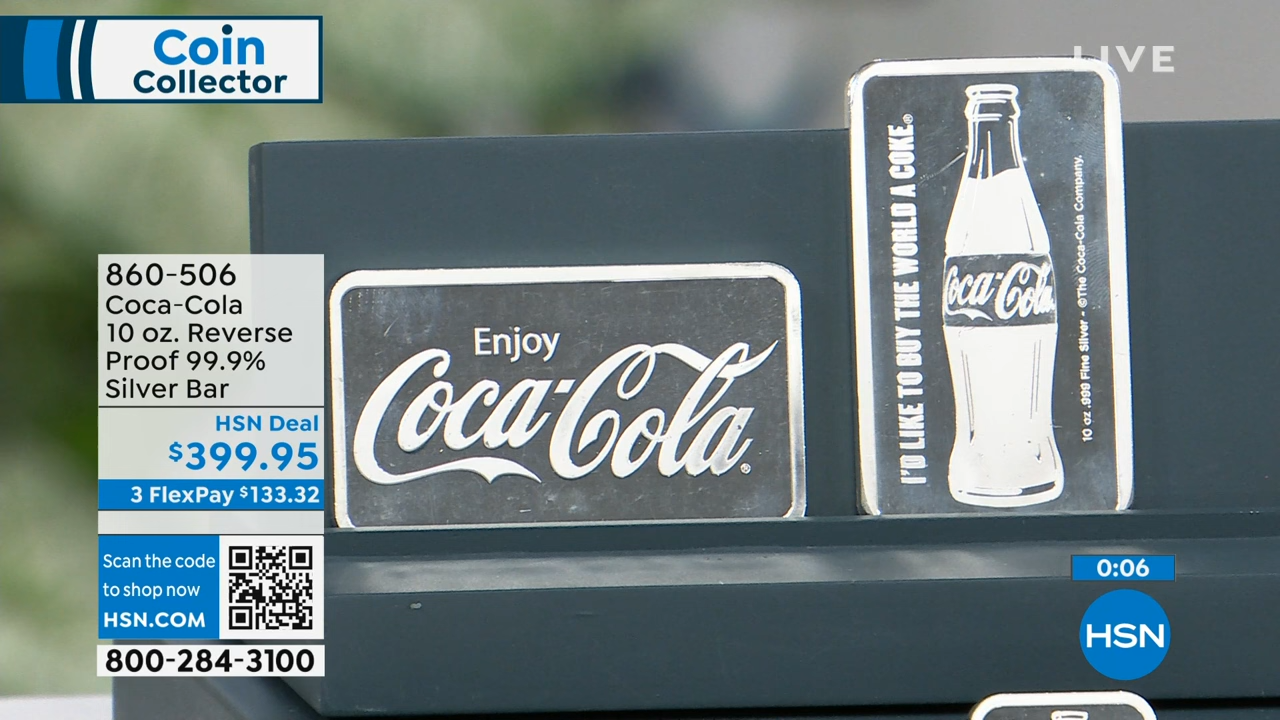 Coin
Collector
LIVE
860-506
Coca-Cola
10 oz. Reverse
Proof 99.9%
Silver Bar
HSN Deal
$399.95
3 FlexPay $133.32
Scan the code
to shop now
HSN.COM
800-284-3100
Enjoy
Coca-Cola®
I'D LIKE TO BUY THE WORLD A COKE®
Coca-Cola
10 oz .999 Fine Silver - ©The Coca-Cola Company.
0:06
HSN